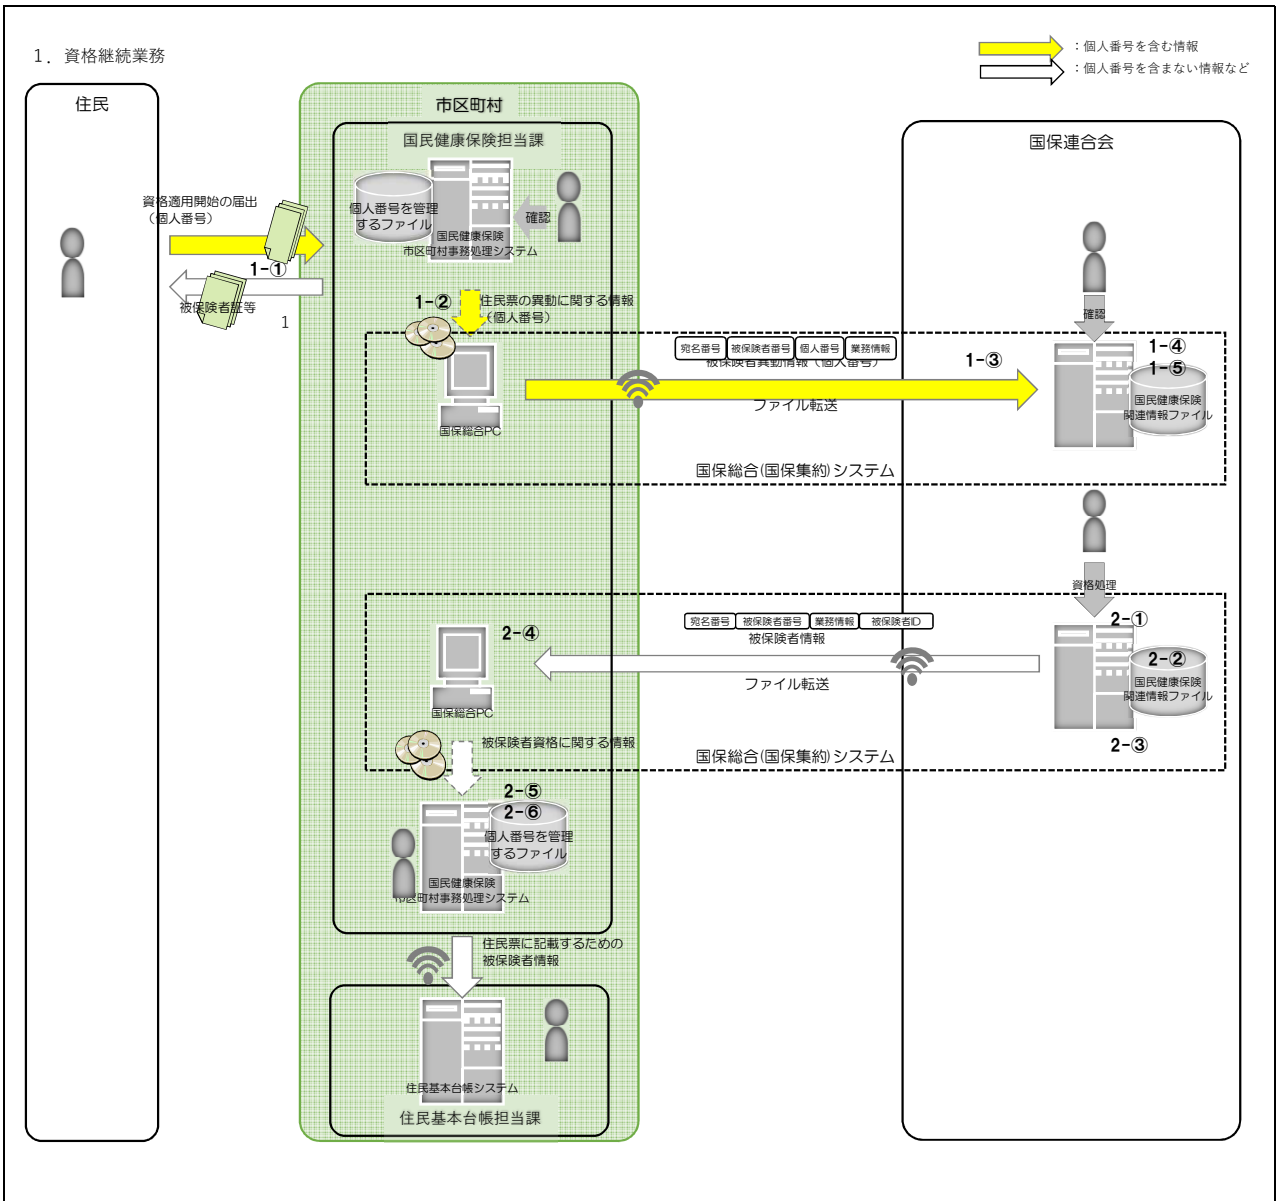 1. 資格継続業務
：個人番号を含む情報
：個人番号を含まない情報など
住民
市区町村
国保連合会
国民健康保険担当課
資格適用開始の届出
（個人番号）
1-①
被保険者証等
1
個人番号を管理
するファイル
確認
国民健康保険
市区町村事務処理システム
1-②
住民票の異動に関する情報
（個人番号）
国保総合PC
宛名番号
被保険者番号
個人番号
業務情報
被保険者異動情報（個人番号）
1-③
ファイル転送
確認
1-④
1-⑤
国民健康保険
関連情報ファイル
国保総合(国保集約)システム
資格処理
2-①
2-②
国民健康保険
関連情報ファイル
2-③
宛名番号
被保険者番号
業務情報
被保険者ID
被保険者情報
ファイル転送
2-④
国保総合PC
国保総合(国保集約)システム
被保険者資格に関する情報
2-⑤
2-⑥
個人番号を管理
するファイル
国民健康保険
市区町村事務処理システム
住民票に記載するための
被保険者情報
住民基本台帳システム
住民基本台帳担当課